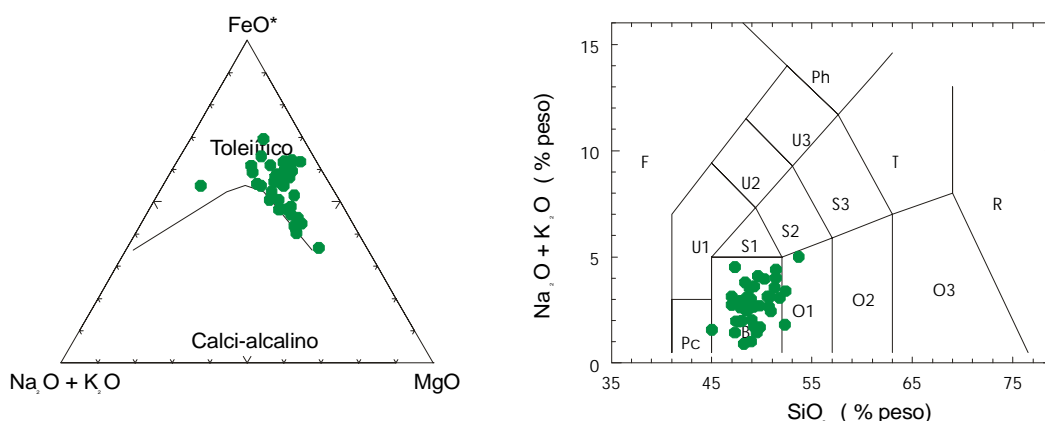 FeO*
Toleiítico
Calci-alcalino
Na₂O + K₂O
MgO
Na₂O + K₂O ( % peso)
15
10
5
0
35
45
55
65
75
SiO₂ ( % peso)
Ph
U3
F
T
U2
S3
R
S2
U1
S1
O3
O2
O1
B
Pc